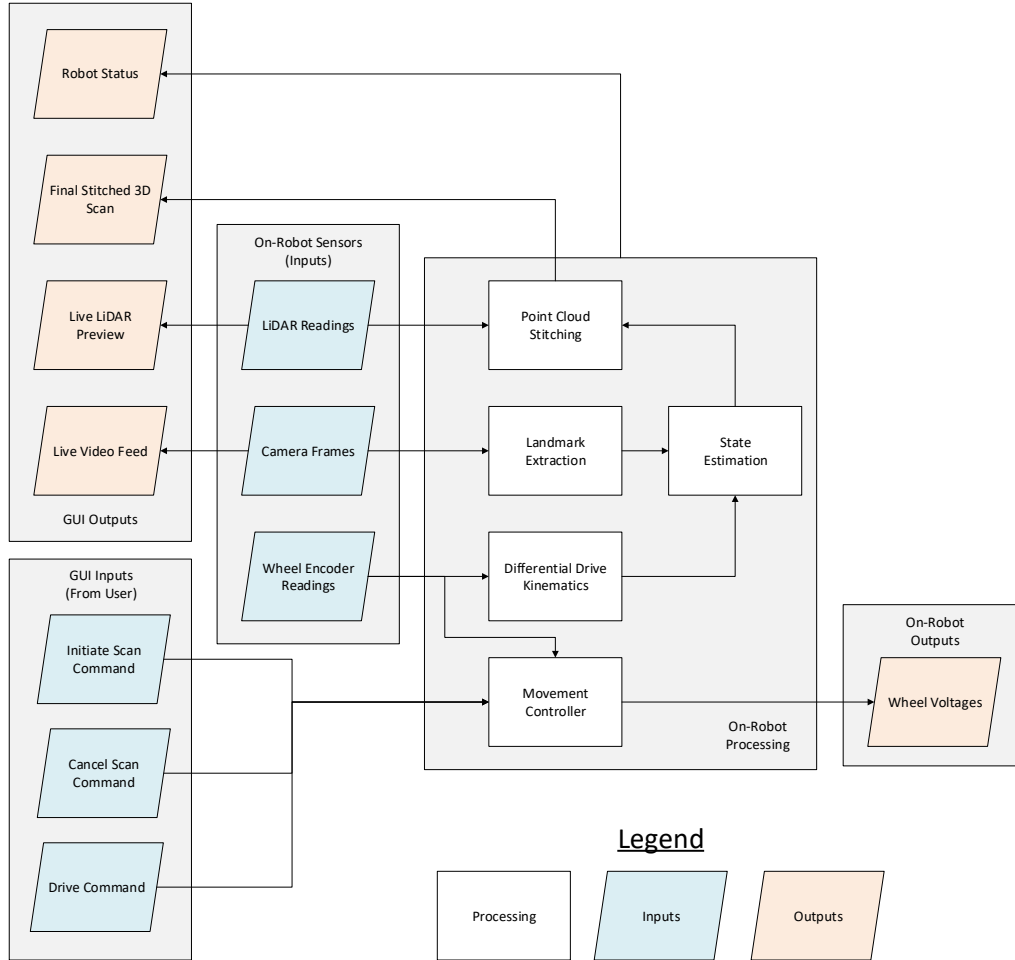 Robot Status
Final Stitched 3D
Scan
Live LiDAR
Preview
Live Video Feed
GUI Outputs
On-Robot Sensors
(Inputs)
LiDAR Readings
Camera Frames
Wheel Encoder
Readings
Point Cloud
Stitching
Landmark
Extraction
State
Estimation
Differential Drive
Kinematics
Movement
Controller
On-Robot
Processing
GUI Inputs
(From User)
Initiate Scan
Command
Cancel Scan
Command
Drive Command
On-Robot
Outputs
Wheel Voltages
Legend
Processing
Inputs
Outputs